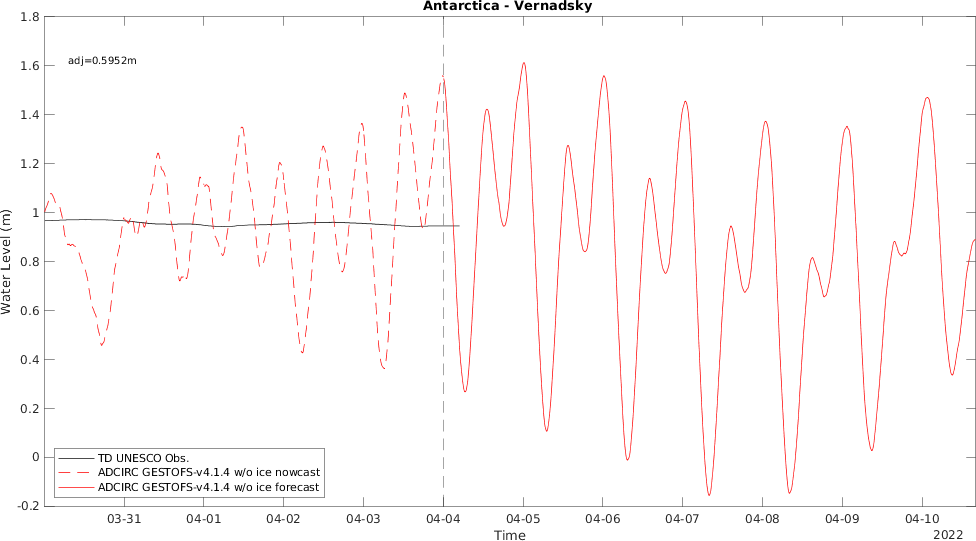 Antarctica - Vernadsky
1.8
1.6
1.4
1.2
1
0.8
0.6
0.4
0.2
0
-0.2
Water Level (m)
adj=0.5952m
TD UNESCO Obs.
ADCIRC GESTOFS-v4.1.4 w/o ice nowcast
ADCIRC GESTOFS-v4.1.4 w/o ice forecast
03-31 04-01 04-02 04-03 04-04 04-05 04-06 04-07 04-08 04-09 04-10
Time
2022